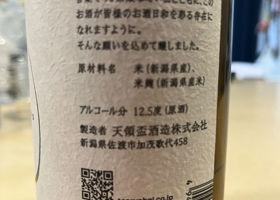 お酒が皆様のお酒日和を彩る存在に
なれますように。
そんな願いを込めて醸しました。
原材料名 米(新潟県産)
米麹(新潟県産米)
アルコール分 12.5度(原酒)
製造者 天領盃酒造株式会社
新潟県佐渡市加茂歌代458